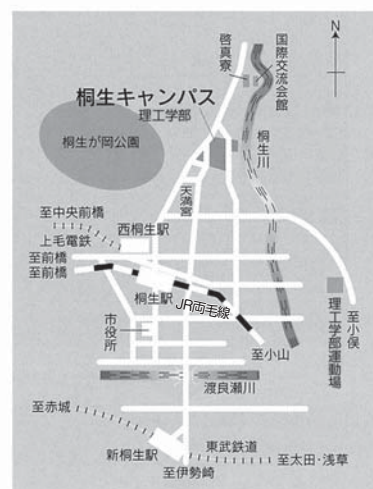 N
啓真寮
国際交流会館
桐生キャンパス
理工学部
桐生が岡公園
桐生川
天満宮
至中央前橋
西桐生駅
上毛電鉄
至前橋
至前橋
桐生駅
JR両毛線
市役所
理工学部運動場
至小俣
至小山
渡良瀬川
至赤城
東武鉄道
新桐生駅
至太田・浅草
至伊勢崎